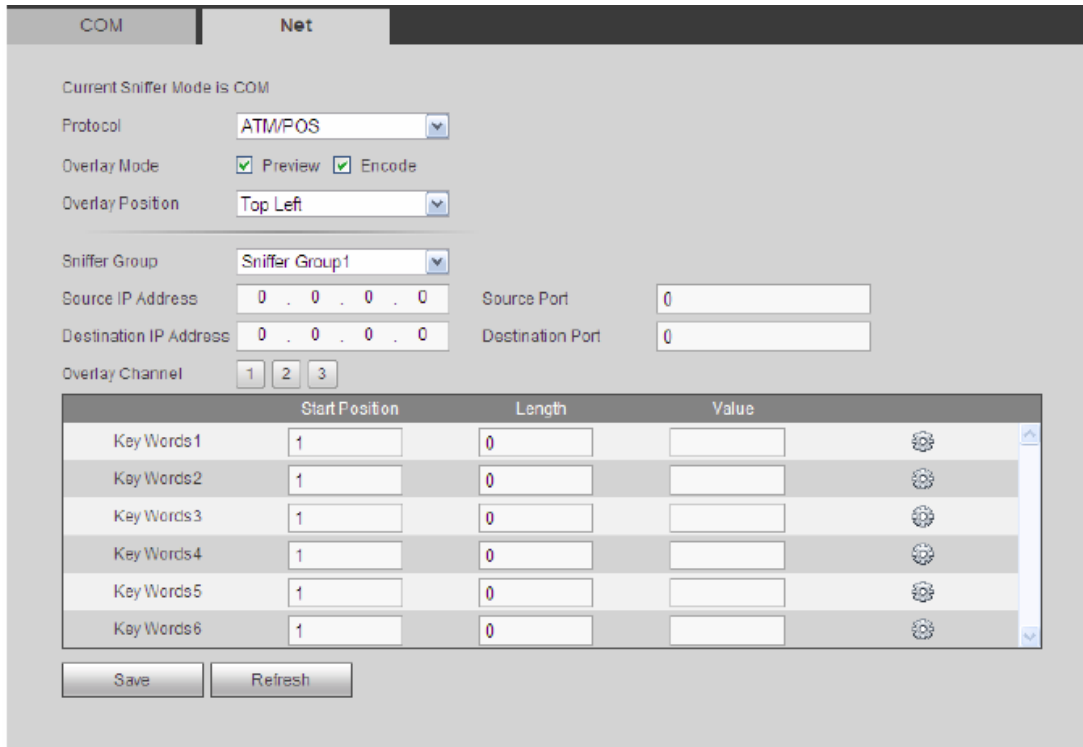 COM Net
Current Sniffer Mode is COM
Protocol ATM/POS
Overlay Mode Preview Encode
Overlay Position Top Left
Sniffer Group Sniffer Group1
Source IP Address 0 . 0 . 0 . 0 Source Port 0
Destination IP Address 0 . 0 . 0 . 0 Destination Port 0
Overlay Channel 1 2 3
Start Position Length Value
Key Words1 1 0
Key Words2 1 0
Key Words3 1 0
Key Words4 1 0
Key Words5 1 0
Key Words6 1 0
Save Refresh